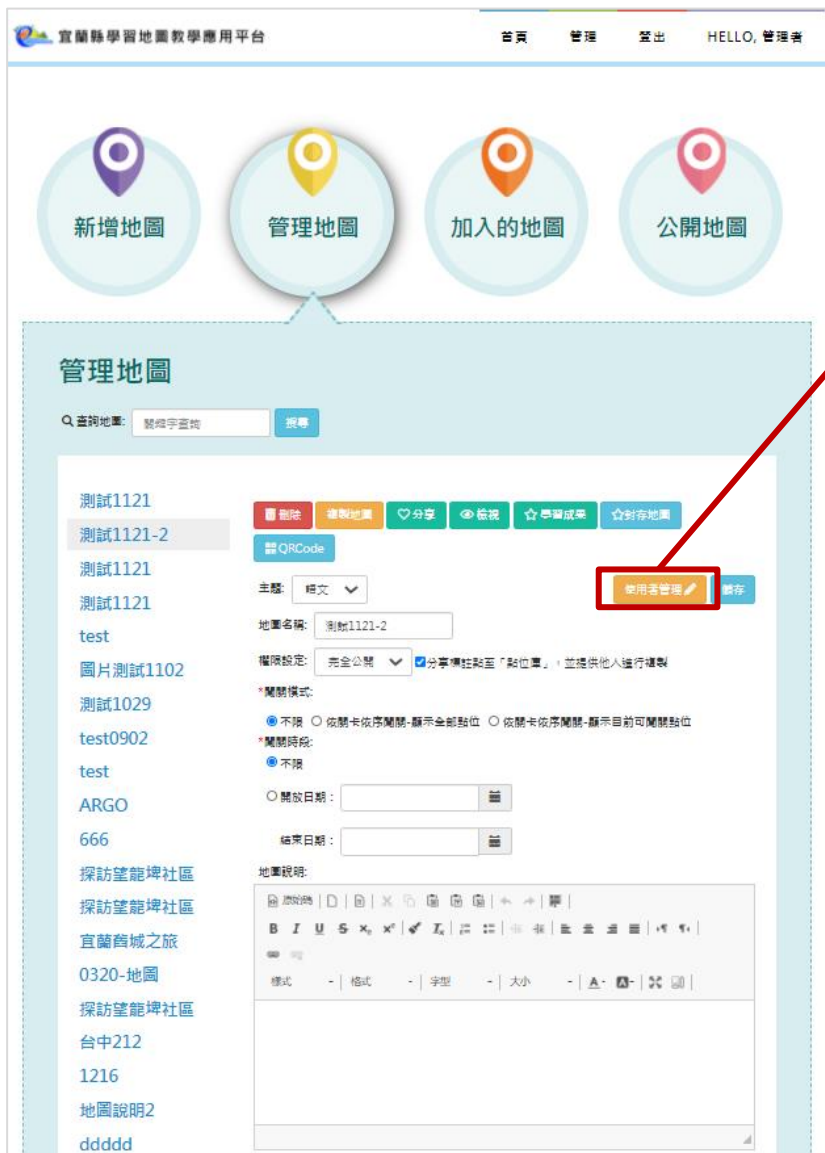 宜蘭縣學習地圖教學應用平台
首頁 管理 登出 HELLO, 管理者
新增地圖 管理地圖 加入的地圖 公開地圖
管理地圖
查詢地圖: 關鍵字查詢 搜尋
測試1121
測試1121-2
測試1121
測試1121
test
圖片測試1102
測試1029
test0902
test
ARGO
666
探訪望龍埤社區
探訪望龍埤社區
宜蘭舊城之旅
0320-地圖
探訪望龍埤社區
台中212
1216
地圖說明2
ddddd
刪除 複製地圖 分享 檢視 學習成果 封存地圖
QRCode
主題: 語文 使用者管理 儲存
地圖名稱: 測試1121-2
權限設定: 完全公開 分享標註點至「點位庫」，並提供他人進行複製
*闖關模式:
不限 依關卡依序闖關-顯示全部點位 依關卡依序闖關-顯示目前可闖關點位
*闖關時段:
不限
開放日期：
結束日期：
地圖說明:
原始碼
B I U S x₂ x² Iₓ
樣式 格式 字型 大小 A A